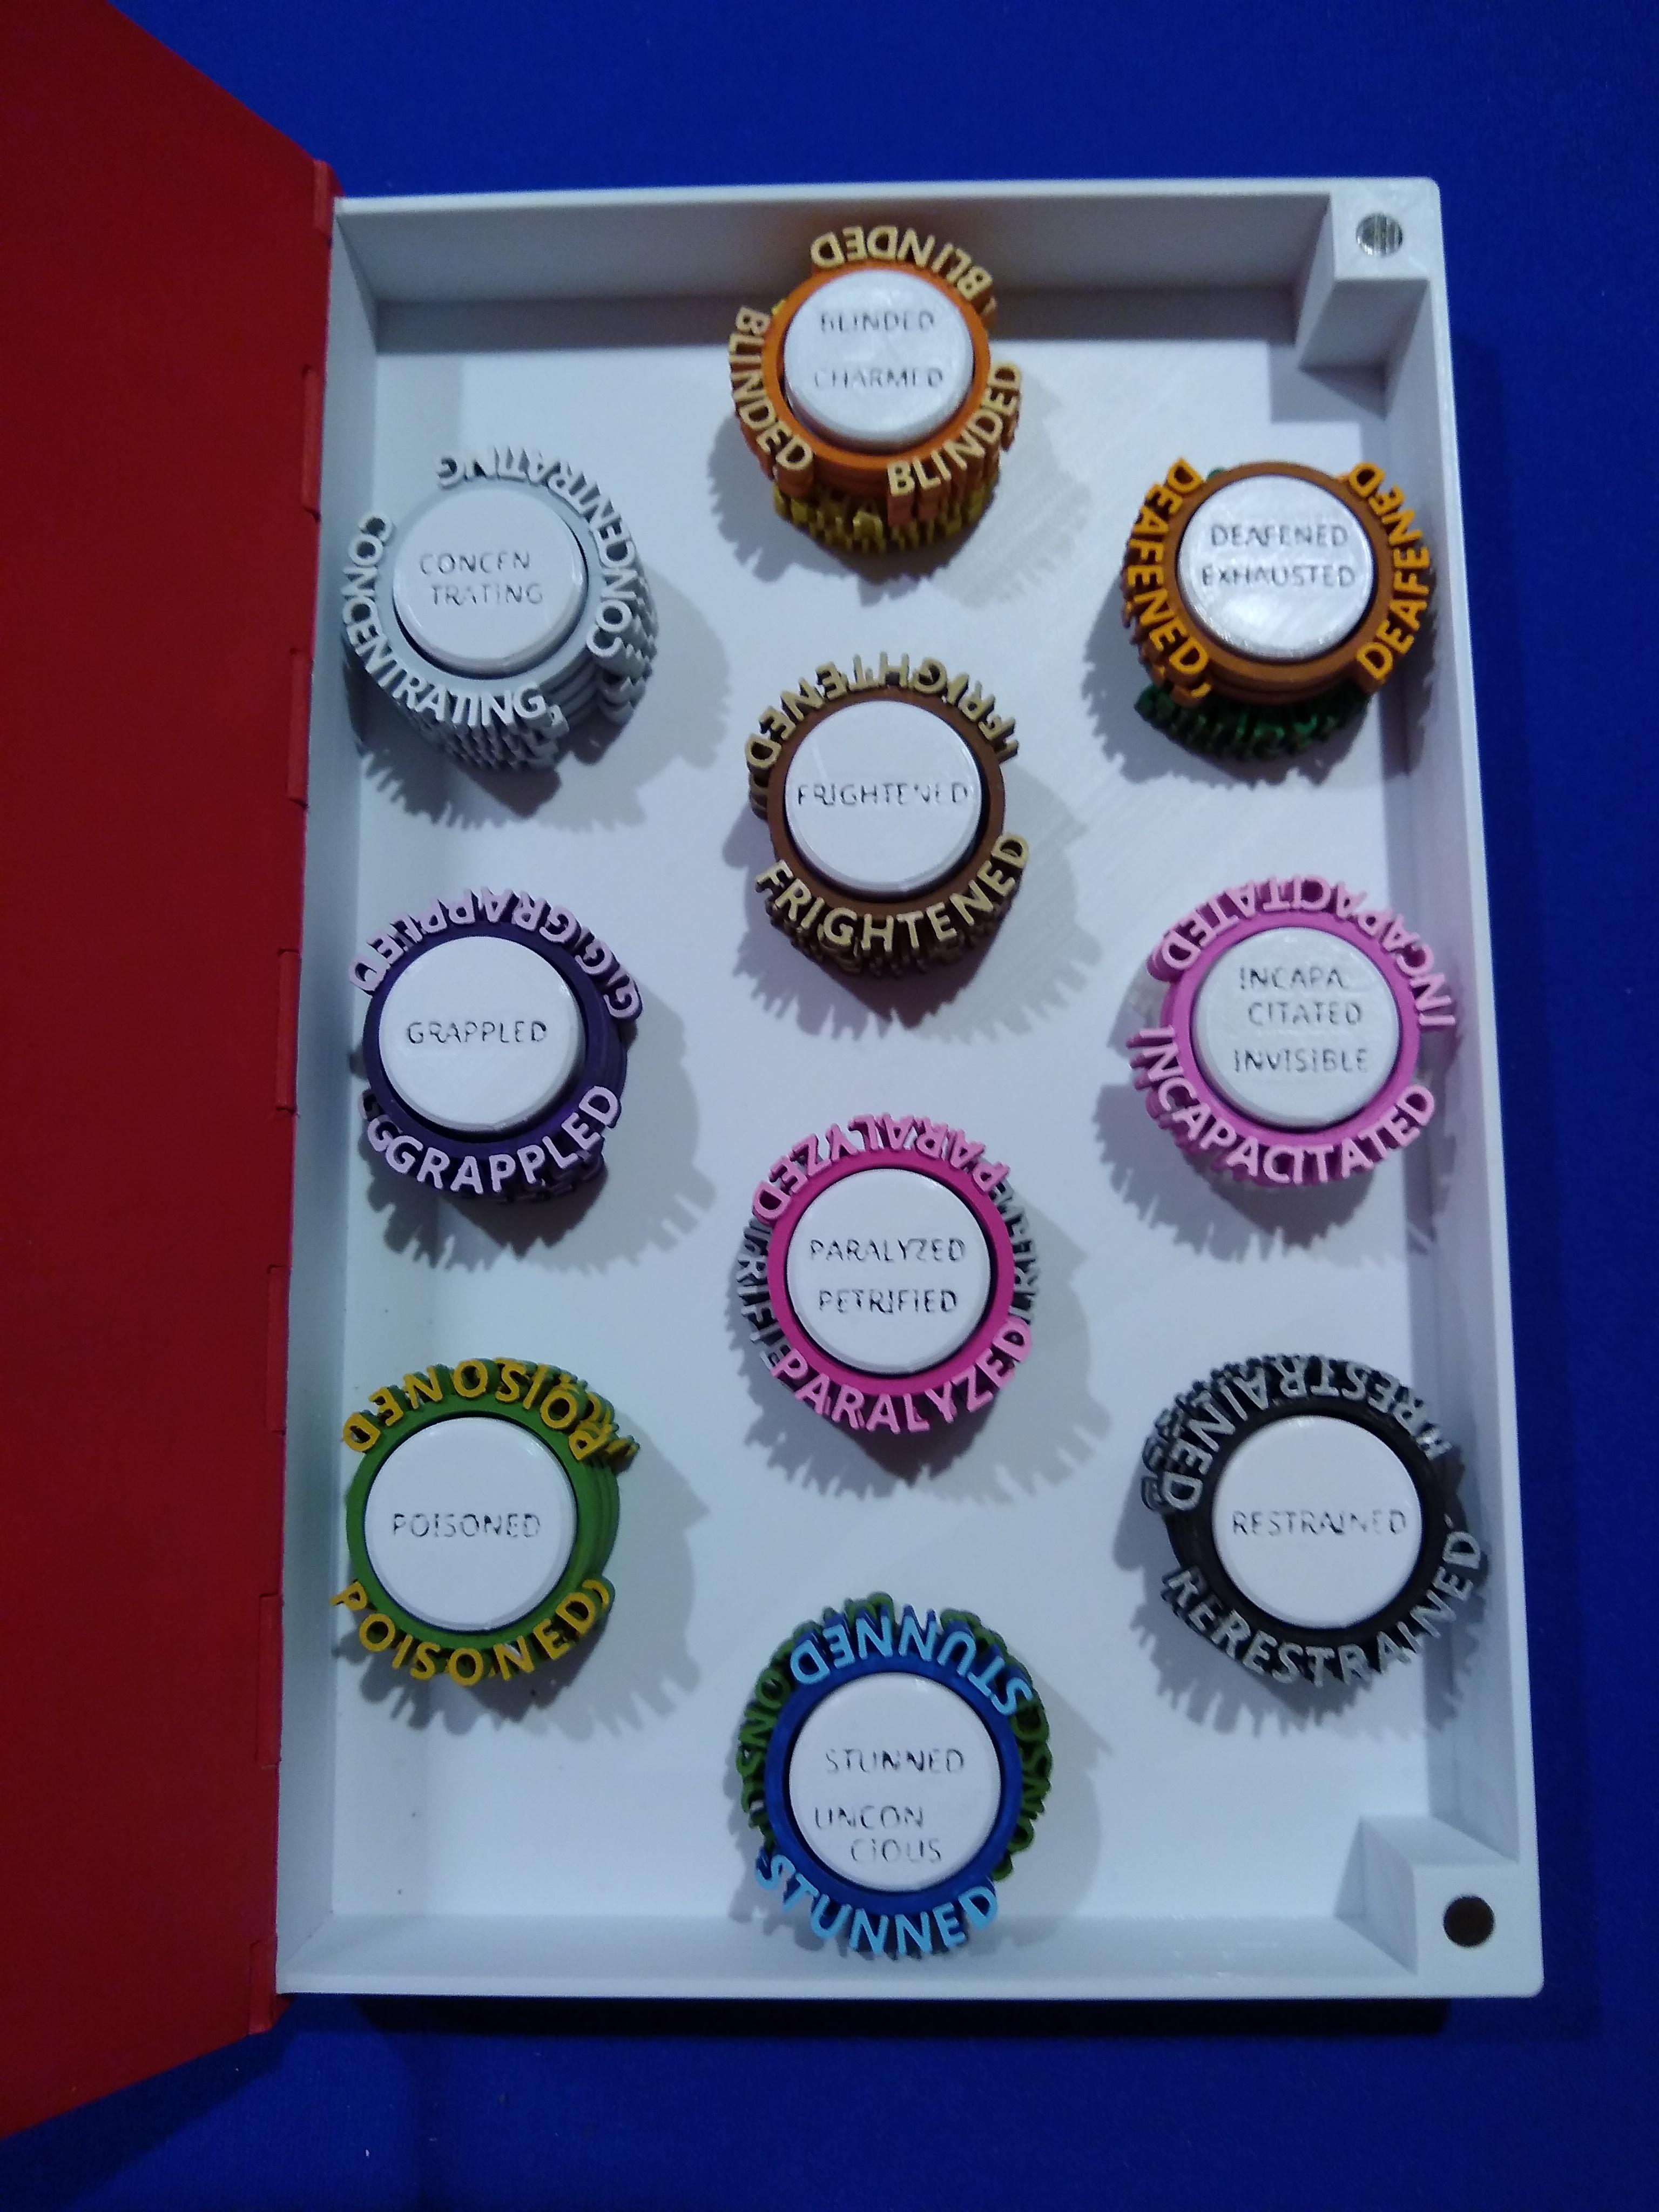 BLINDED
CHARMED
BLINDED
BLINDED
BLINDED
BLINDED
CONCEN
TRATING
CONCENTRATING
CONCENTRATING
DEAFENED
EXHAUSTED
DEAFENED
DEAFENED
FRIGHTENED
FRIGHTENED
FRIGHTENED
GRAPPLED
GRAPPLED
GRAPPLED
INCAPA
CITATED
INVISIBLE
INCAPACITATED
INCAPACITATED
PARALYZED
PETRIFIED
PARALYZED
PARALYZED
POISONED
POISONED
POISONED
RESTRAINED
RESTRAINED
RESTRAINED
STUNNED
UNCON
CIOUS
STUNNED
STUNNED